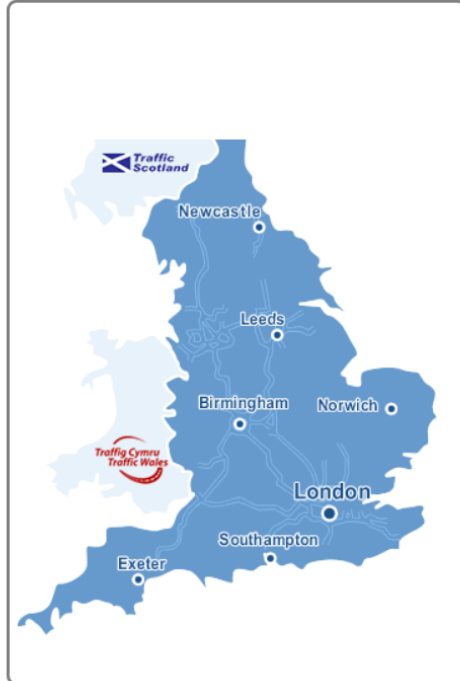 Traffic
Scotland
Newcastle
Leeds
Birmingham
Norwich
Traffig Cymru
Traffic Wales
London
Southampton
Exeter